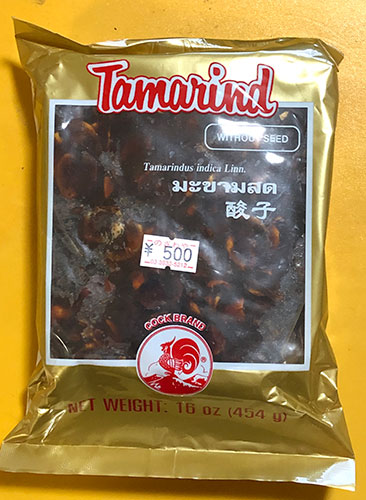 Tamarind
WITHOUT SEED
Tamarindus indica Linn.
มะขามสด
酸子
¥ 500
COCK BRAND
®
NET WEIGHT: 16 oz (454 g)